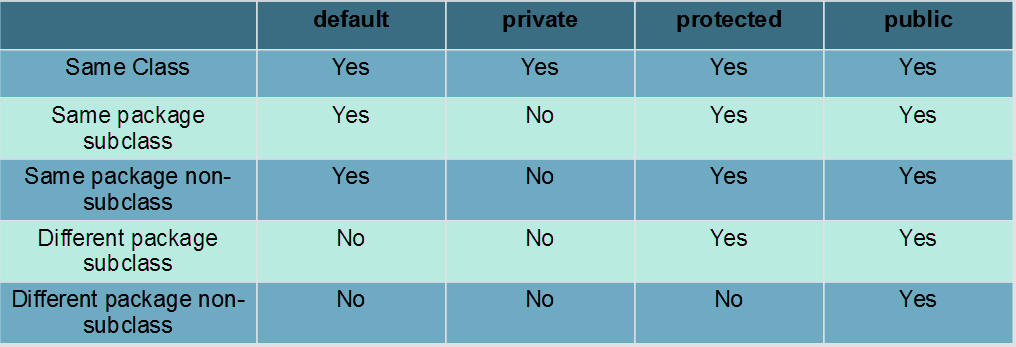 default private protected public
Same Class Yes Yes Yes Yes
Same package
subclass Yes No Yes Yes
Same package non-
subclass Yes No Yes Yes
Different package
subclass No No Yes Yes
Different package non-
subclass No No No Yes